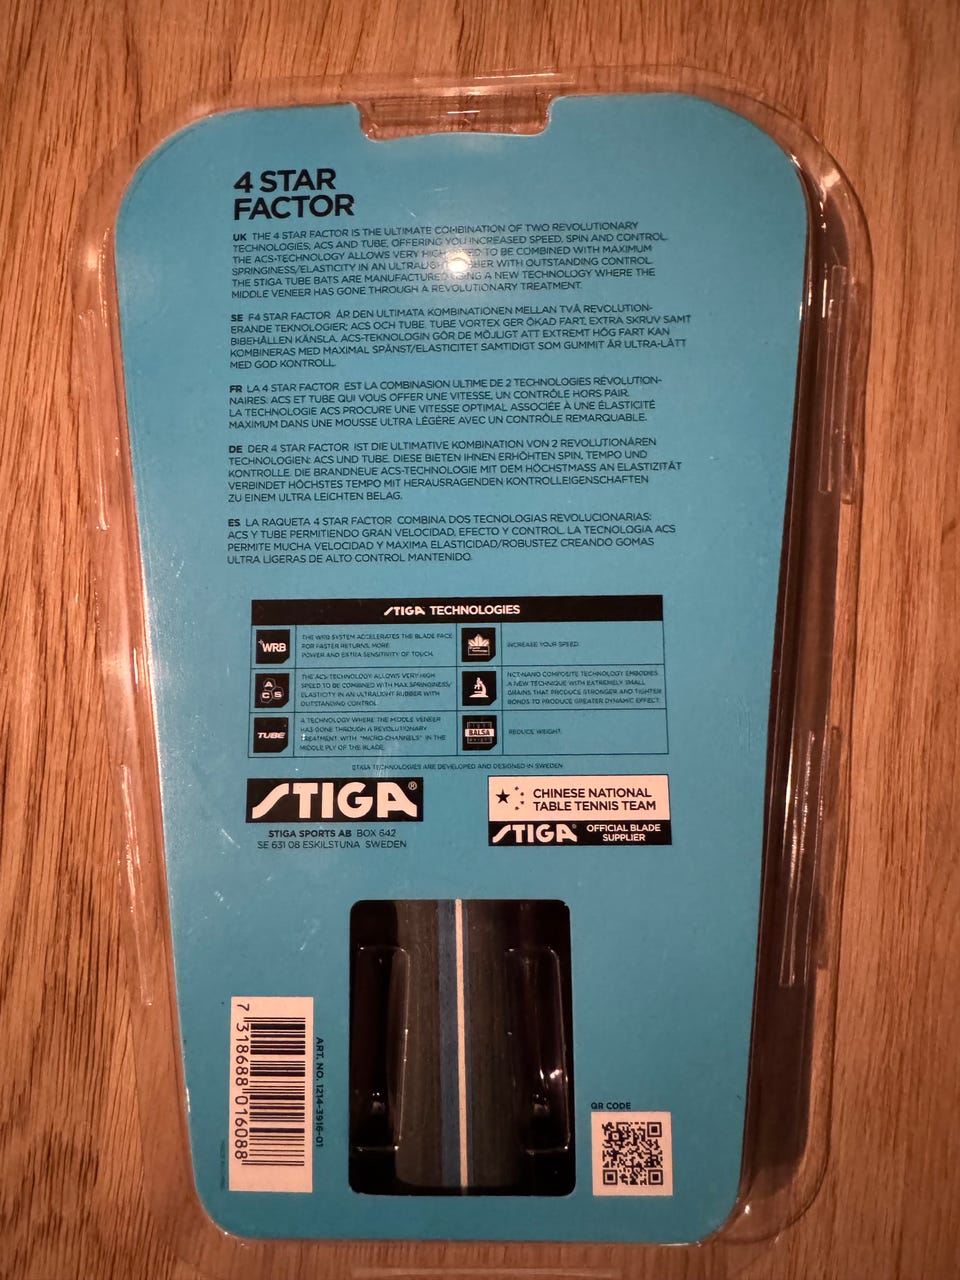 4 STAR
FACTOR
UK THE 4 STAR FACTOR IS THE ULTIMATE COMBINATION OF TWO REVOLUTIONARY
TECHNOLOGIES, ACS AND TUBE, OFFERING YOU INCREASED SPEED, SPIN AND CONTROL.
THE ACS-TECHNOLOGY ALLOWS VERY HIGH TO BE COMBINED WITH MAXIMUM
SPRINGINESS/ELASTICITY IN AN WITH OUTSTANDING CONTROL.
THE STIGA TUBE BATS ARE MANUFACTURED USING A NEW TECHNOLOGY WHERE THE
MIDDLE VENEER HAS GONE THROUGH A REVOLUTIONARY TREATMENT.
SE F4 STAR FACTOR ÄR DEN ULTIMATA KOMBINATIONEN MELLAN TVÅ REVOLUTION-
ERANDE TEKNOLOGIER; ACS OCH TUBE. TUBE VORTEX GER ÖKAD FART, EXTRA SKRUV SAMT
BIBEHÅLLEN KÄNSLA. ACS-TEKNOLOGIN GÖR DE MÖJLIGT ATT EXTREMT HÖG FART KAN
KOMBINERAS MED MAXIMAL SPÄNST/ELASTICITET SAMTIDIGT SOM GUMMIT ÄR ULTRA-LÄTT
MED GOD KONTROLL.
FR LA 4 STAR FACTOR EST LA COMBINASION ULTIME DE 2 TECHNOLOGIES RÉVOLUTION-
NAIRES: ACS ET TUBE QUI VOUS OFFER UNE VITESSE, UN CONTRÔLE HORS PAIR.
LA TECHNOLOGIE ACS PROCURE UNE VITESSE OPTIMAL ASSOCIÉE À UNE ÉLASTICITÉ
MAXIMUM DANS UNE MOUSSE ULTRA LÉGÈRE AVEC UN CONTRÔLE REMARQUABLE.
DE DER 4 STAR FACTOR IST DIE ULTIMATIVE KOMBINATION VON 2 REVOLUTIONÄREN
TECHNOLOGIEN: ACS UND TUBE. DIESE BIETEN IHNEN ERHÖHTEN SPIN, TEMPO UND
KONTROLLE. DIE BRANDNEUE ACS-TECHNOLOGIE MIT DEM HÖCHSTMASS AN ELASTIZITÄT
VERBINDET HÖCHSTES TEMPO MIT HERAUSRAGENDEN KONTROLLEIGENSCHAFTEN
ZU EINEM ULTRA LEICHTEN BELAG.
ES LA RAQUETA 4 STAR FACTOR COMBINA DOS TECNOLOGIAS REVOLUCIONARIAS:
ACS Y TUBE PERMITIENDO GRAN VELOCIDAD, EFECTO Y CONTROL. LA TECNOLOGIA ACS
PERMITE MUCHA VELOCIDAD Y MAXIMA ELASTICIDAD/ROBUSTEZ CREANDO GOMAS
ULTRA LIGERAS DE ALTO CONTROL MANTENIDO.
STIGA TECHNOLOGIES
WRB
THE WRB SYSTEM ACCELERATES THE BLADE FACE
FOR FASTER RETURNS, MORE
POWER AND EXTRA SENSITIVITY OF TOUCH.
INCREASE YOUR SPEED.
ACS
THE ACS-TECHNOLOGY ALLOWS VERY HIGH
SPEED TO BE COMBINED WITH MAX SPRINGINESS/
ELASTICITY IN AN ULTRALIGHT RUBBER WITH
OUTSTANDING CONTROL.
NCT-NANO COMPOSITE TECHNOLOGY EMBODIES
A NEW TECHNIQUE WITH EXTREMELY SMALL
GRAINS THAT PRODUCE STRONGER AND TIGHTER
BONDS TO PRODUCE GREATER DYNAMIC EFFECT.
TUBE
A TECHNOLOGY WHERE THE MIDDLE VENEER
HAS GONE THROUGH A REVOLUTIONARY
TREATMENT WITH "MICRO-CHANNELS" IN THE
MIDDLE PLY OF THE BLADE.
BALSA
REDUCE WEIGHT.
STIGA TECHNOLOGIES ARE DEVELOPED AND DESIGNED IN SWEDEN
STIGA®
STIGA SPORTS AB BOX 642
SE 631 08 ESKILSTUNA SWEDEN
CHINESE NATIONAL
TABLE TENNIS TEAM
STIGA® OFFICIAL BLADE
SUPPLIER
7 318688 016088
ART. NO. 1214-3916-01
QR CODE